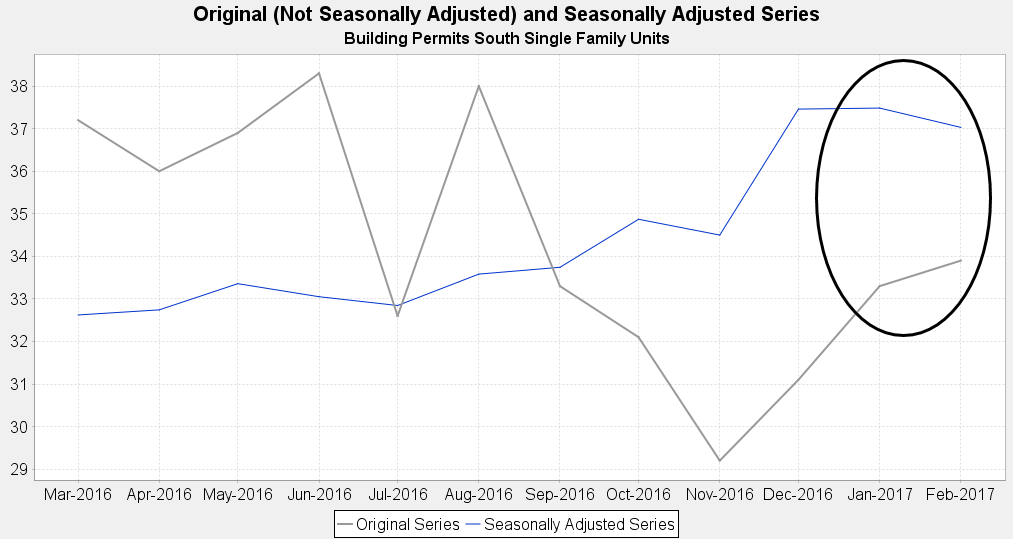 Original (Not Seasonally Adjusted) and Seasonally Adjusted Series
Building Permits South Single Family Units
38
37
36
35
34
33
32
31
30
29
Mar-2016 Apr-2016 May-2016 Jun-2016 Jul-2016 Aug-2016 Sep-2016 Oct-2016 Nov-2016 Dec-2016 Jan-2017 Feb-2017
Original Series Seasonally Adjusted Series